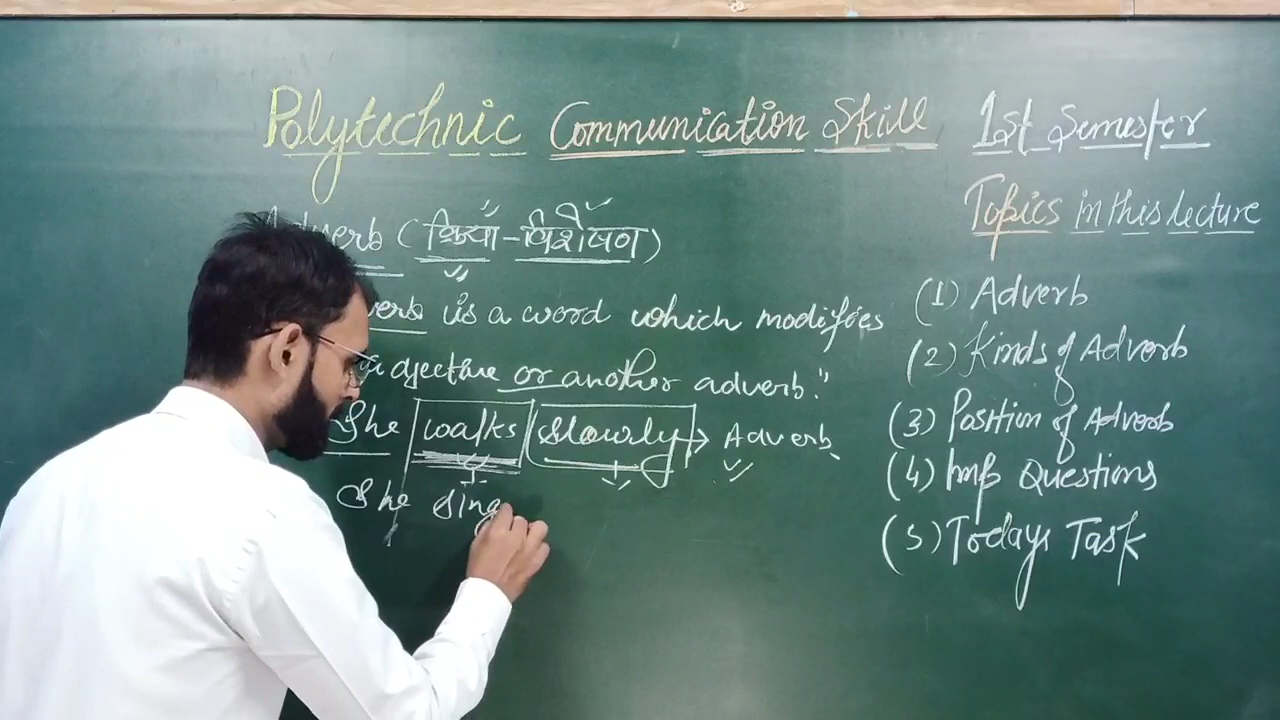 Polytechnic Communication Skill 1st Semester
Topics in this lecture
(क्रिया-विशेषण)
is a word which modifies
or another adverb."
She walks slowly → Adverb
She sing
(1) Adverb
(2) Kinds of Adverb
(3) Position of Adverb
(4) Imp Questions
(5) Todays Task